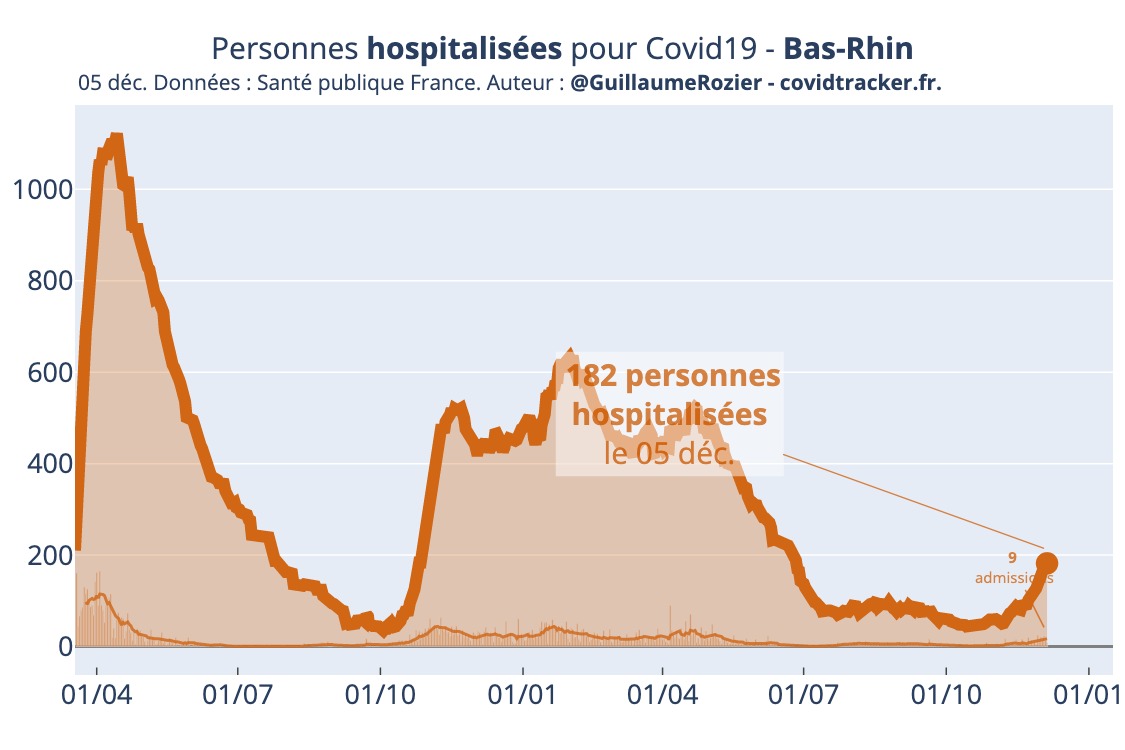 Personnes hospitalisées pour Covid19 - Bas-Rhin
05 déc. Données : Santé publique France. Auteur : @GuillaumeRozier - covidtracker.fr.
1000
800
600
400
200
0
182 personnes
hospitalisées
le 05 déc.
9
admissions
01/04 01/07 01/10 01/01 01/04 01/07 01/10 01/01